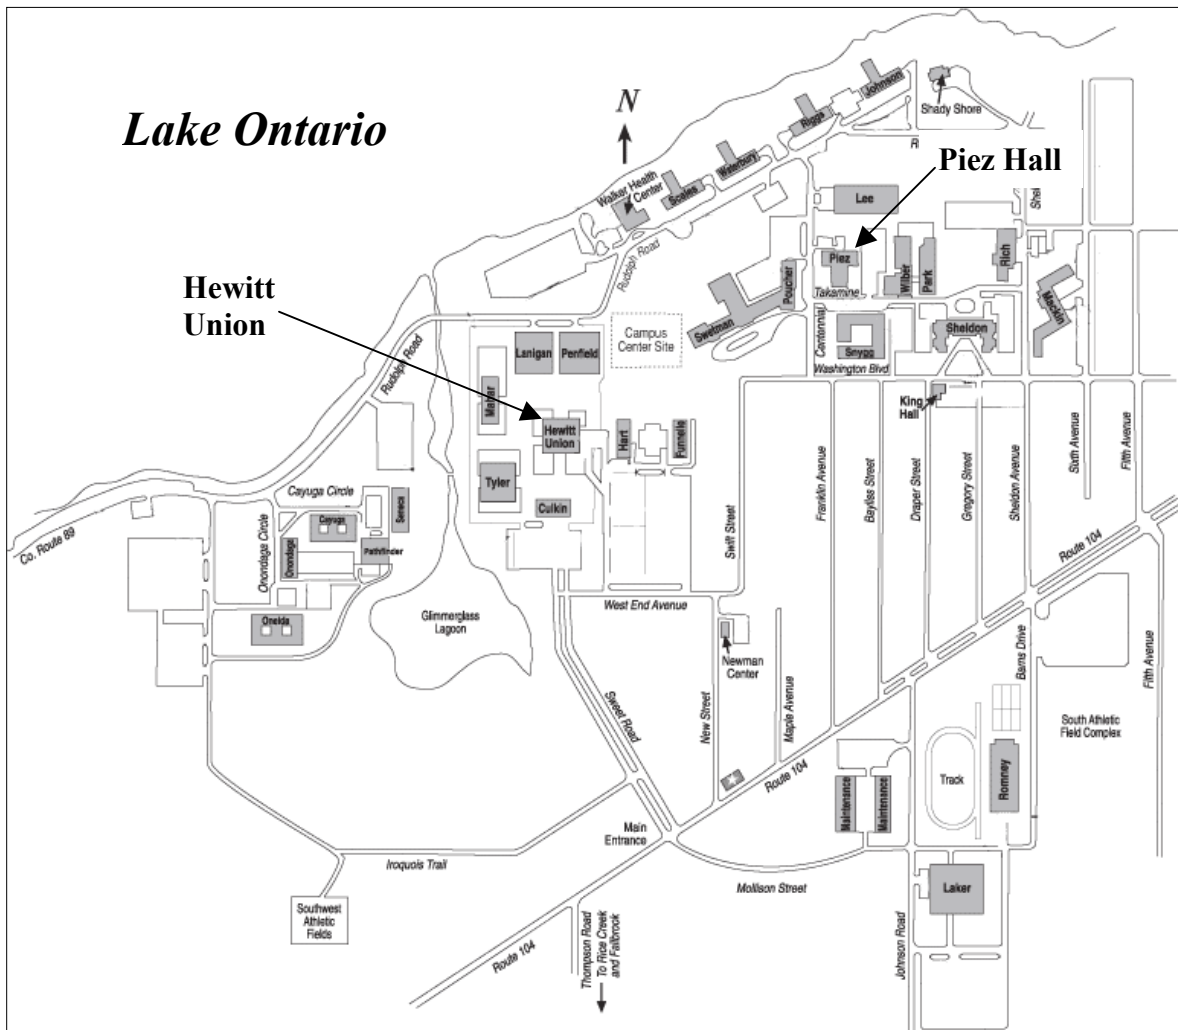 Lake Ontario
N
Johnson
Shady Shore
Riggs
Waterbury
Scales
Walker Health
Center
Piez Hall
Lee
Piez
Takamine
Wilber
Park
Rich
Mackin
Poucher
Swetman
Centennial
Snygg
Washington Blvd
Sheldon
King
Hall
Rudolph Road
Hewitt
Union
Campus
Center Site
Lanigan
Penfield
Rudolph Road
Mahar
Hewitt
Union
Hart
Funnelle
Tyler
Culkin
Cayuga Circle
Seneca
Cayuga
Pathfinder
Onondaga
Onondaga Circle
Oneida
Co. Route 89
Glimmerglass
Lagoon
West End Avenue
Swift Street
Franklin Avenue
Bayliss Street
Draper Street
Gregory Street
Sheldon Avenue
Sixth Avenue
Fifth Avenue
Route 104
Newman
Center
New Street
Maple Avenue
Sweet Road
Route 104
Barns Drive
Fifth Avenue
South Athletic
Field Complex
Track
Romney
Maintenance
Maintenance
Main
Entrance
Iroquois Trail
Mollison Street
Laker
Johnson Road
Southwest
Athletic
Fields
Route 104
Thompson Road
To Rice Creek
and Fallbrook